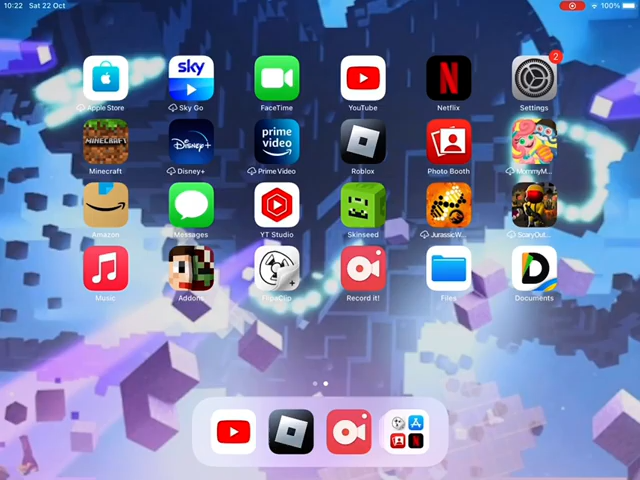 10:22 Sat 22 Oct
100%
sky
2
Apple Store
Sky Go
FaceTime
YouTube
Netflix
Settings
MINECRAFT
Disney+
prime
video
Minecraft
Disney+
Prime Video
Roblox
Photo Booth
MommyM...
Amazon
Messages
YT Studio
Skinseed
JurassicW...
ScaryOut...
Music
Addons
FlipaClip
Record it!
Files
Documents